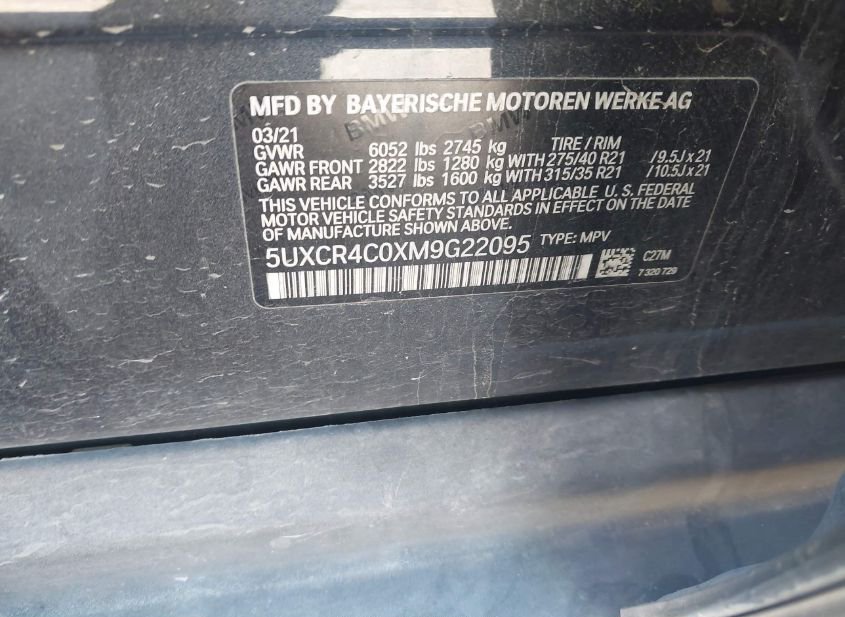 MFD BY BAYERISCHE MOTOREN WERKE AG
03/21 TIRE / RIM
GVWR 6052 lbs 2745 kg
GAWR FRONT 2822 lbs 1280 kg WITH 275/40 R21 /9.5J x 21
GAWR REAR 3527 lbs 1600 kg WITH 315/35 R21 /10.5J x 21
THIS VEHICLE CONFORMS TO ALL APPLICABLE U. S. FEDERAL
MOTOR VEHICLE SAFETY STANDARDS IN EFFECT ON THE DATE
OF MANUFACTURE SHOWN ABOVE.
5UXCR4C0XM9G22095 TYPE: MPV
C27M
7 320 729
BMW
BMW